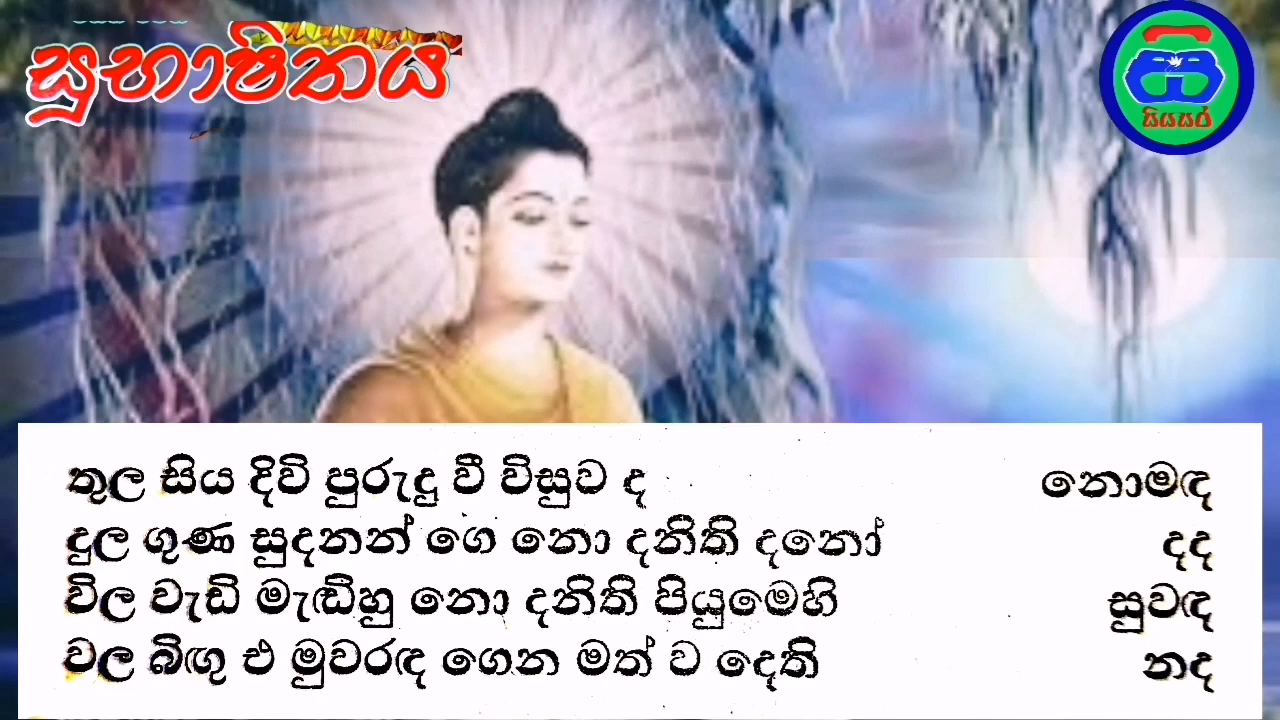 සුභාෂිතය
සියසර
තුල සිය දිවි පුරුදු වී විසුව ද නොමඳ
දුල ගුණ සුදනන් ගෙ නො දනිති දනෝ දද
විල වැඩි මැඬිහු නො දනිති පියුමෙහි සුවඳ
වල බිඟු එ මුවරඳ ගෙන මත් ව දෙති නද